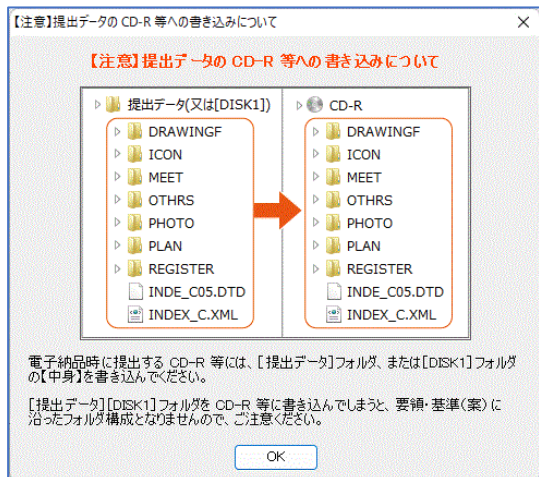 【注意】提出データの CD-R 等への書き込みについて
【注意】提出データの CD-R 等への書き込みについて
提出データ(又は[DISK1])
DRAWINGF
ICON
MEET
OTHRS
PHOTO
PLAN
REGISTER
INDE_C05.DTD
INDEX_C.XML
CD-R
DRAWINGF
ICON
MEET
OTHRS
PHOTO
PLAN
REGISTER
INDE_C05.DTD
INDEX_C.XML
電子納品時に提出する CD-R 等には、[提出データ]フォルダ、または[DISK1]フォルダ
の【中身】を書き込んでください。
[提出データ][DISK1]フォルダを CD-R 等に書き込んでしまうと、要領・基準(案)に
沿ったフォルダ構成となりませんので、ご注意ください。
OK